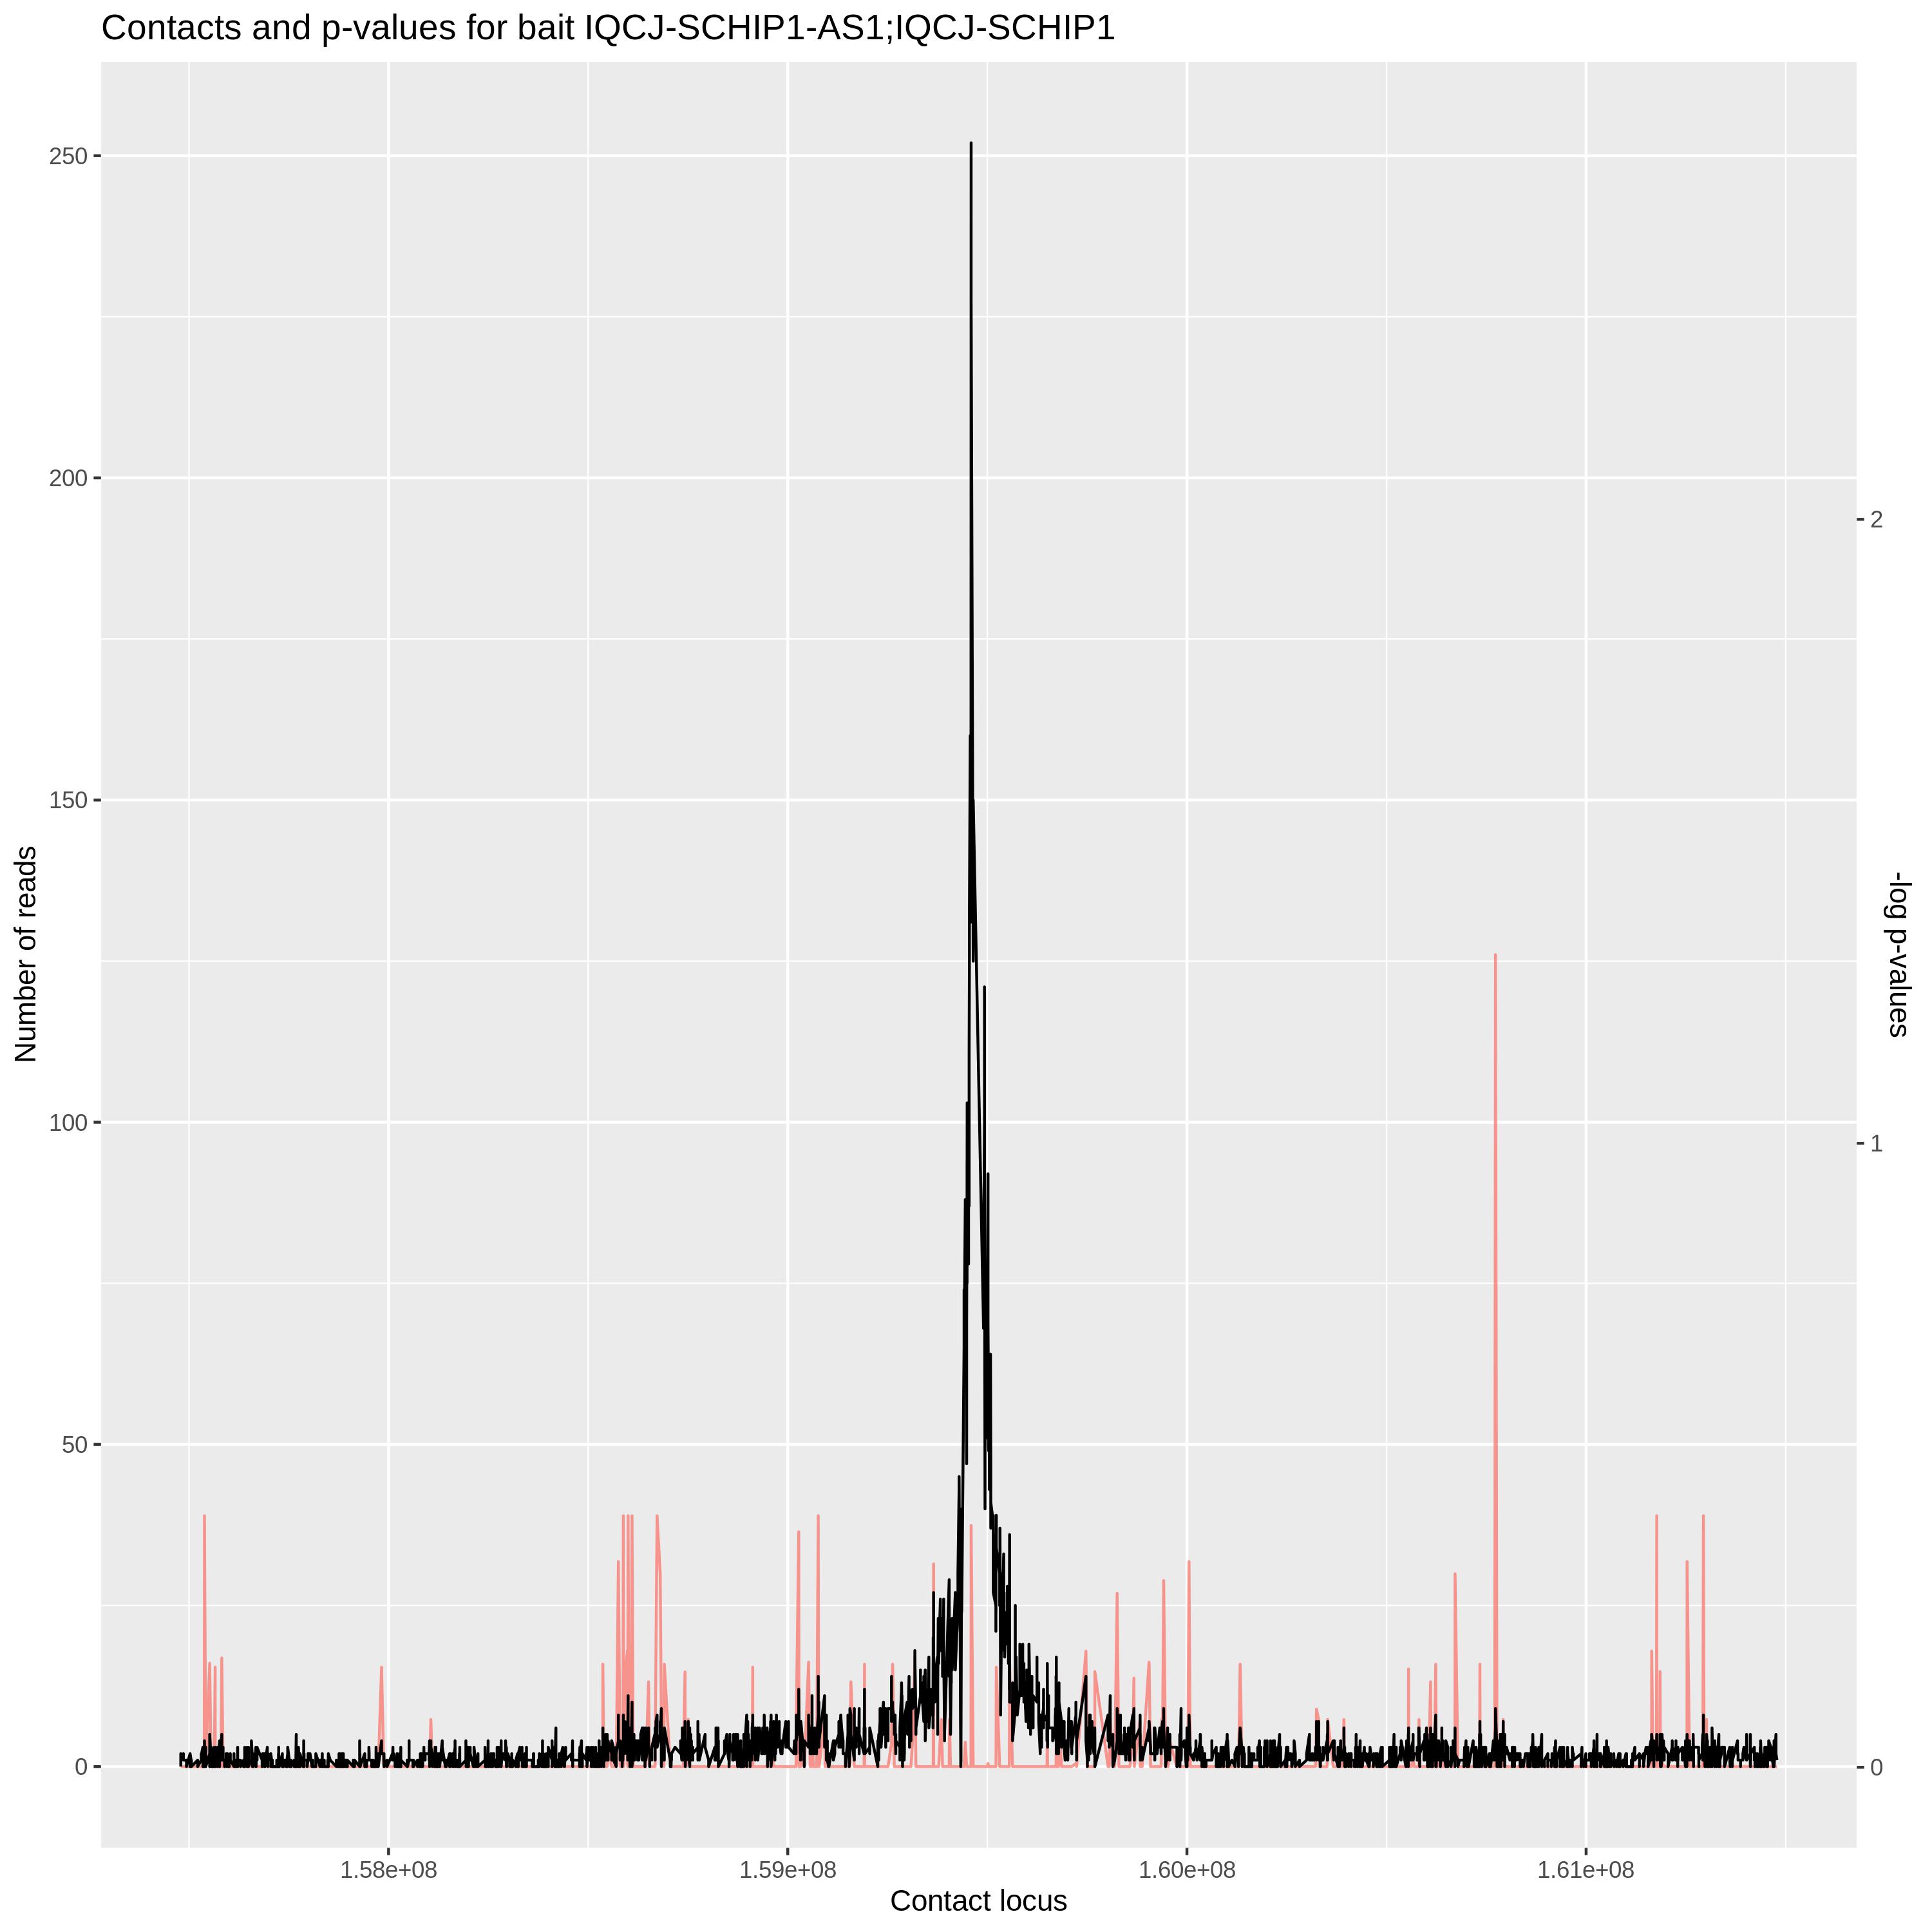 Contacts and p-values for bait IQCJ-SCHIP1-AS1;IQCJ-SCHIP1
250
200
150
100
50
0
Number of reads
2
1
0
-log p-values
1.58e+08
1.59e+08
1.60e+08
1.61e+08
Contact locus